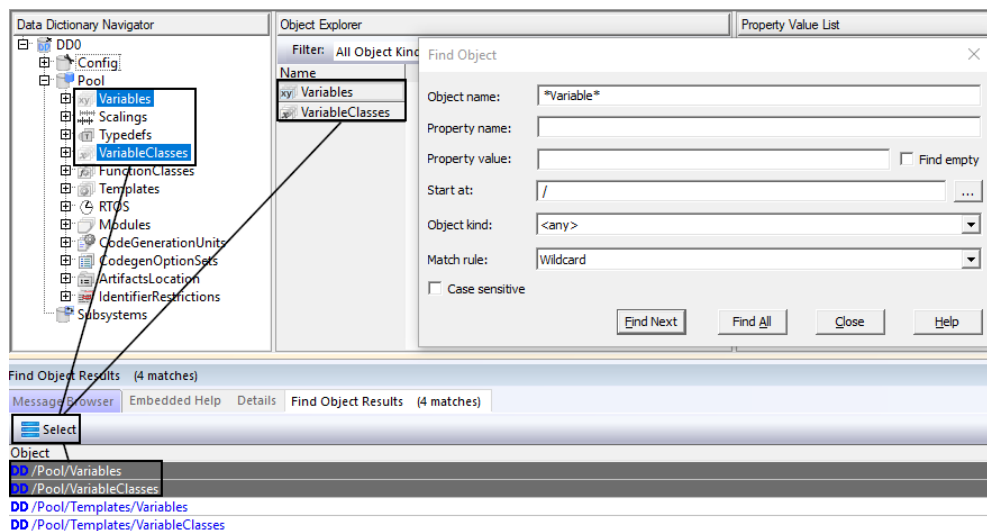 Data Dictionary Navigator
DD0
Config
Pool
Variables
Scalings
Typedefs
VariableClasses
FunctionClasses
Templates
RTOS
Modules
CodeGenerationUnits
CodegenOptionSets
ArtifactsLocation
IdentifierRestrictions
Subsystems
Object Explorer
Filter: All Object Kind
Name
Variables
VariableClasses
Property Value List
Find Object
Object name: *Variable*
Property name:
Property value: Find empty
Start at: / ...
Object kind: <any>
Match rule: Wildcard
Case sensitive
Find Next Find All Close Help
Find Object Results (4 matches)
Message Browser Embedded Help Details Find Object Results (4 matches)
Select
Object
DD /Pool/Variables
DD /Pool/VariableClasses
DD /Pool/Templates/Variables
DD /Pool/Templates/VariableClasses